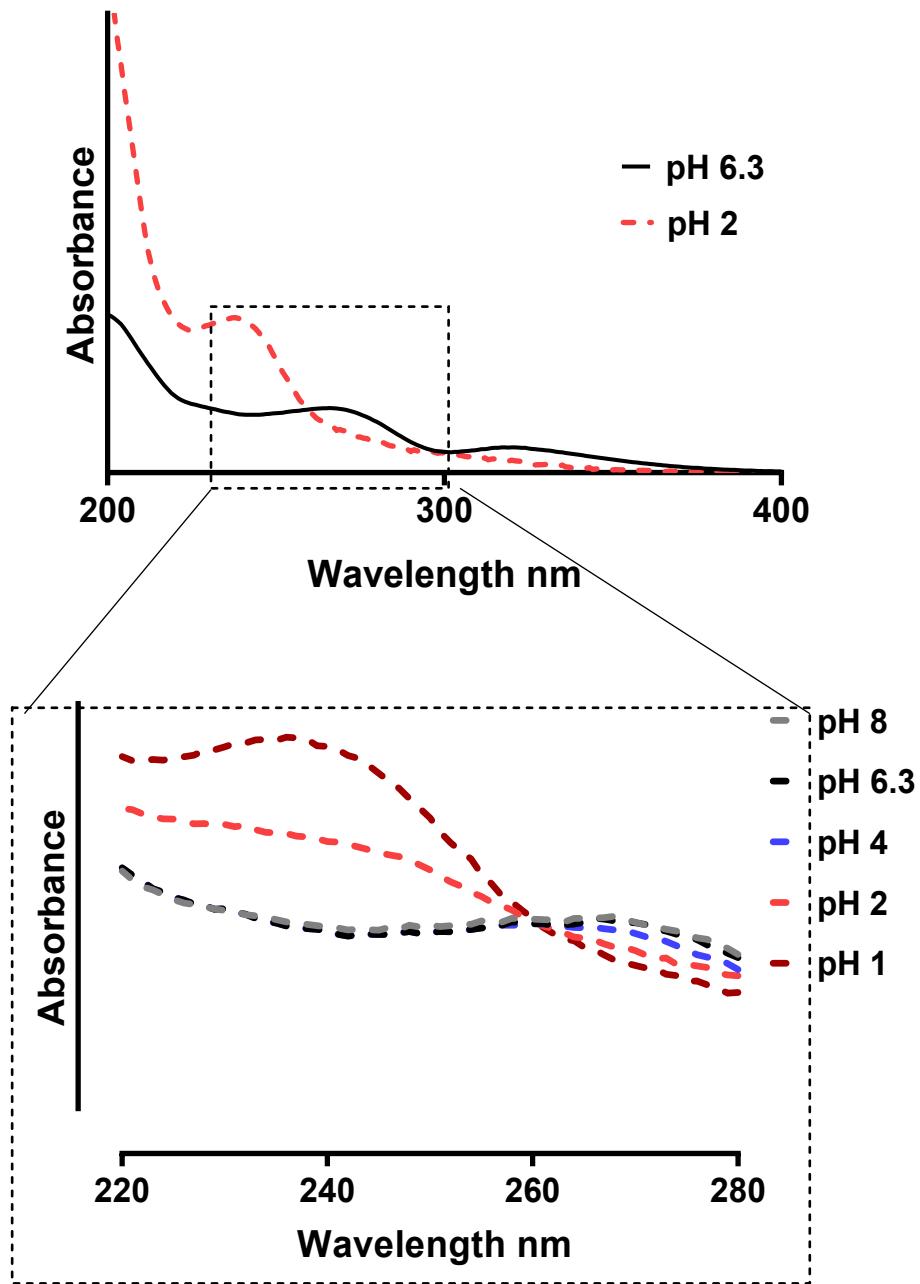 Absorbance
pH 6.3
pH 2
200
300
400
Wavelength nm
Absorbance
pH 8
pH 6.3
pH 4
pH 2
pH 1
220
240
260
280
Wavelength nm